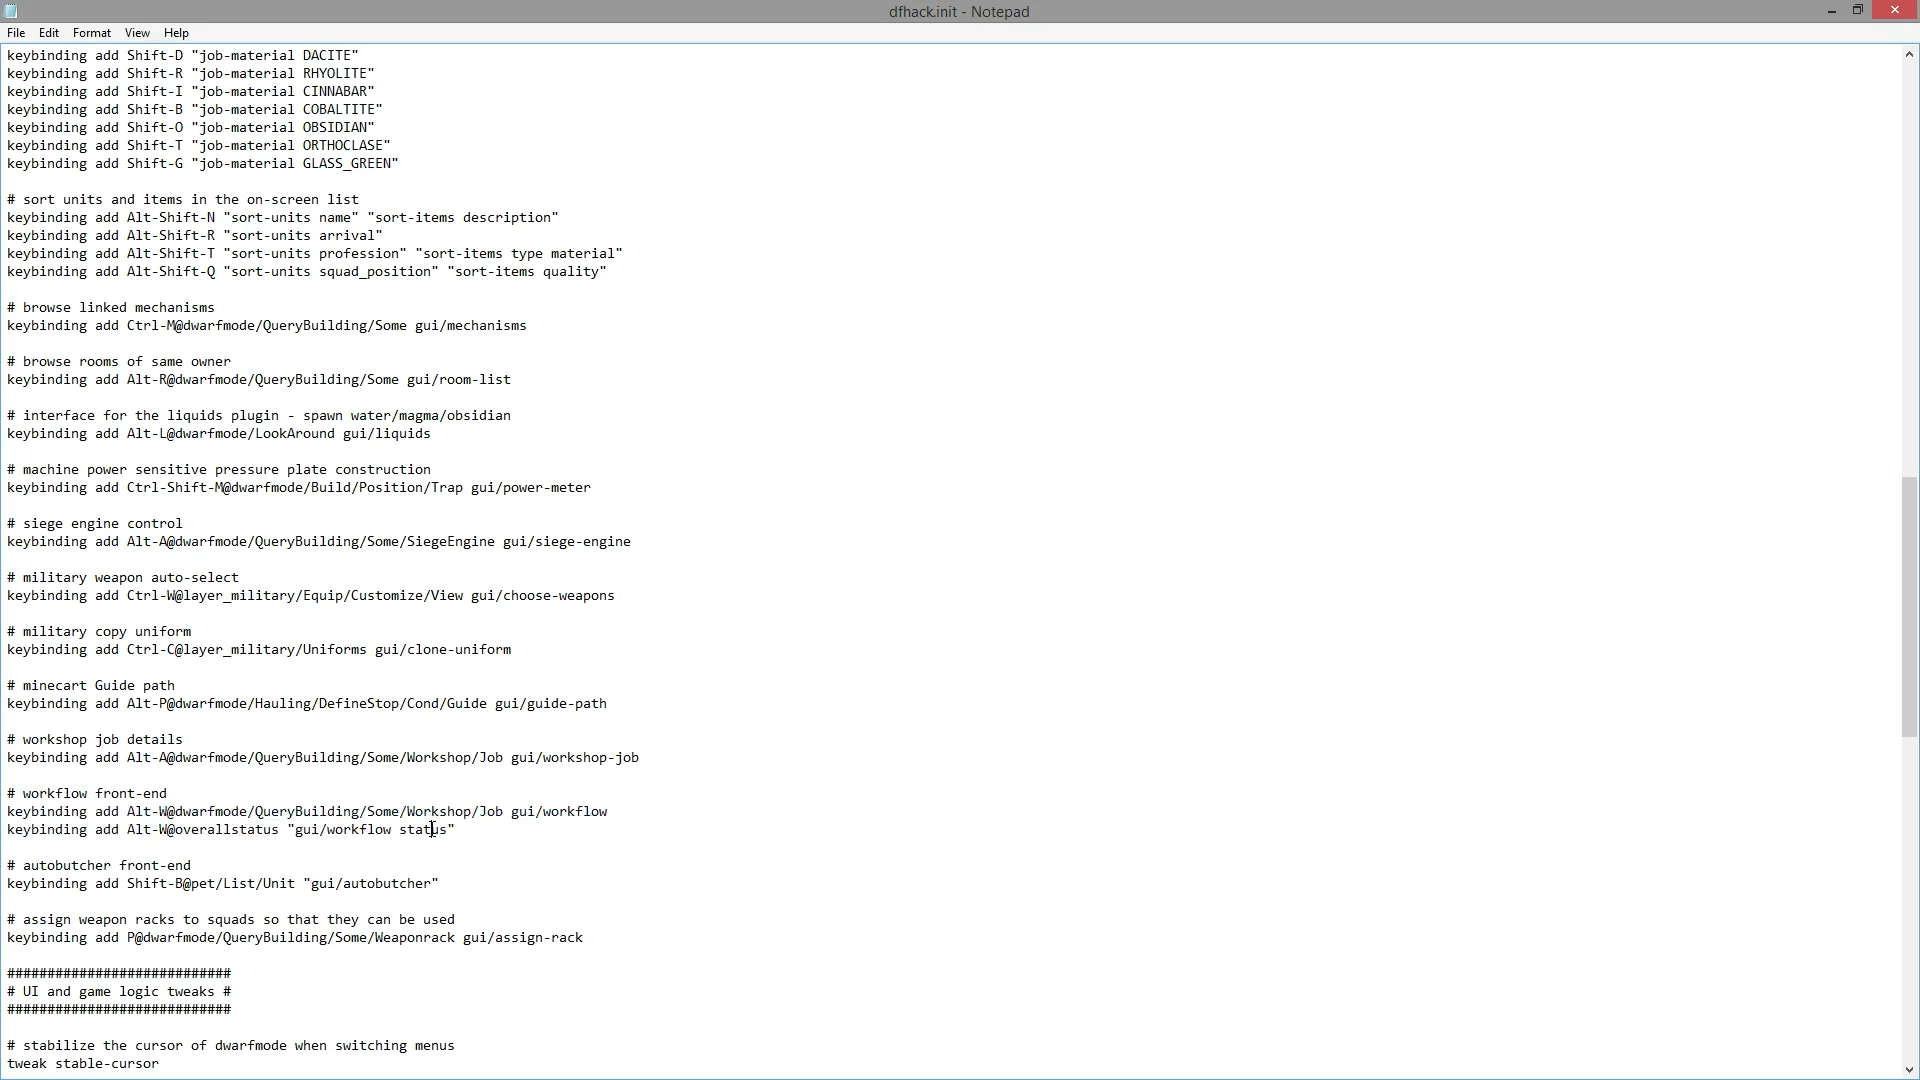 dfhack.init - Notepad
File Edit Format View Help
keybinding add Shift-D "job-material DACITE"
keybinding add Shift-R "job-material RHYOLITE"
keybinding add Shift-I "job-material CINNABAR"
keybinding add Shift-B "job-material COBALTITE"
keybinding add Shift-O "job-material OBSIDIAN"
keybinding add Shift-T "job-material ORTHOCLASE"
keybinding add Shift-G "job-material GLASS_GREEN"

# sort units and items in the on-screen list
keybinding add Alt-Shift-N "sort-units name" "sort-items description"
keybinding add Alt-Shift-R "sort-units arrival"
keybinding add Alt-Shift-T "sort-units profession" "sort-items type material"
keybinding add Alt-Shift-Q "sort-units squad_position" "sort-items quality"

# browse linked mechanisms
keybinding add Ctrl-M@dwarfmode/QueryBuilding/Some gui/mechanisms

# browse rooms of same owner
keybinding add Alt-R@dwarfmode/QueryBuilding/Some gui/room-list

# interface for the liquids plugin - spawn water/magma/obsidian
keybinding add Alt-L@dwarfmode/LookAround gui/liquids

# machine power sensitive pressure plate construction
keybinding add Ctrl-Shift-M@dwarfmode/Build/Position/Trap gui/power-meter

# siege engine control
keybinding add Alt-A@dwarfmode/QueryBuilding/Some/SiegeEngine gui/siege-engine

# military weapon auto-select
keybinding add Ctrl-W@layer_military/Equip/Customize/View gui/choose-weapons

# military copy uniform
keybinding add Ctrl-C@layer_military/Uniforms gui/clone-uniform

# minecart Guide path
keybinding add Alt-P@dwarfmode/Hauling/DefineStop/Cond/Guide gui/guide-path

# workshop job details
keybinding add Alt-A@dwarfmode/QueryBuilding/Some/Workshop/Job gui/workshop-job

# workflow front-end
keybinding add Alt-W@dwarfmode/QueryBuilding/Some/Workshop/Job gui/workflow
keybinding add Alt-W@overallstatus "gui/workflow status"

# autobutcher front-end
keybinding add Shift-B@pet/List/Unit "gui/autobutcher"

# assign weapon racks to squads so that they can be used
keybinding add P@dwarfmode/QueryBuilding/Some/Weaponrack gui/assign-rack

############################
# UI and game logic tweaks #
############################

# stabilize the cursor of dwarfmode when switching menus
tweak stable-cursor